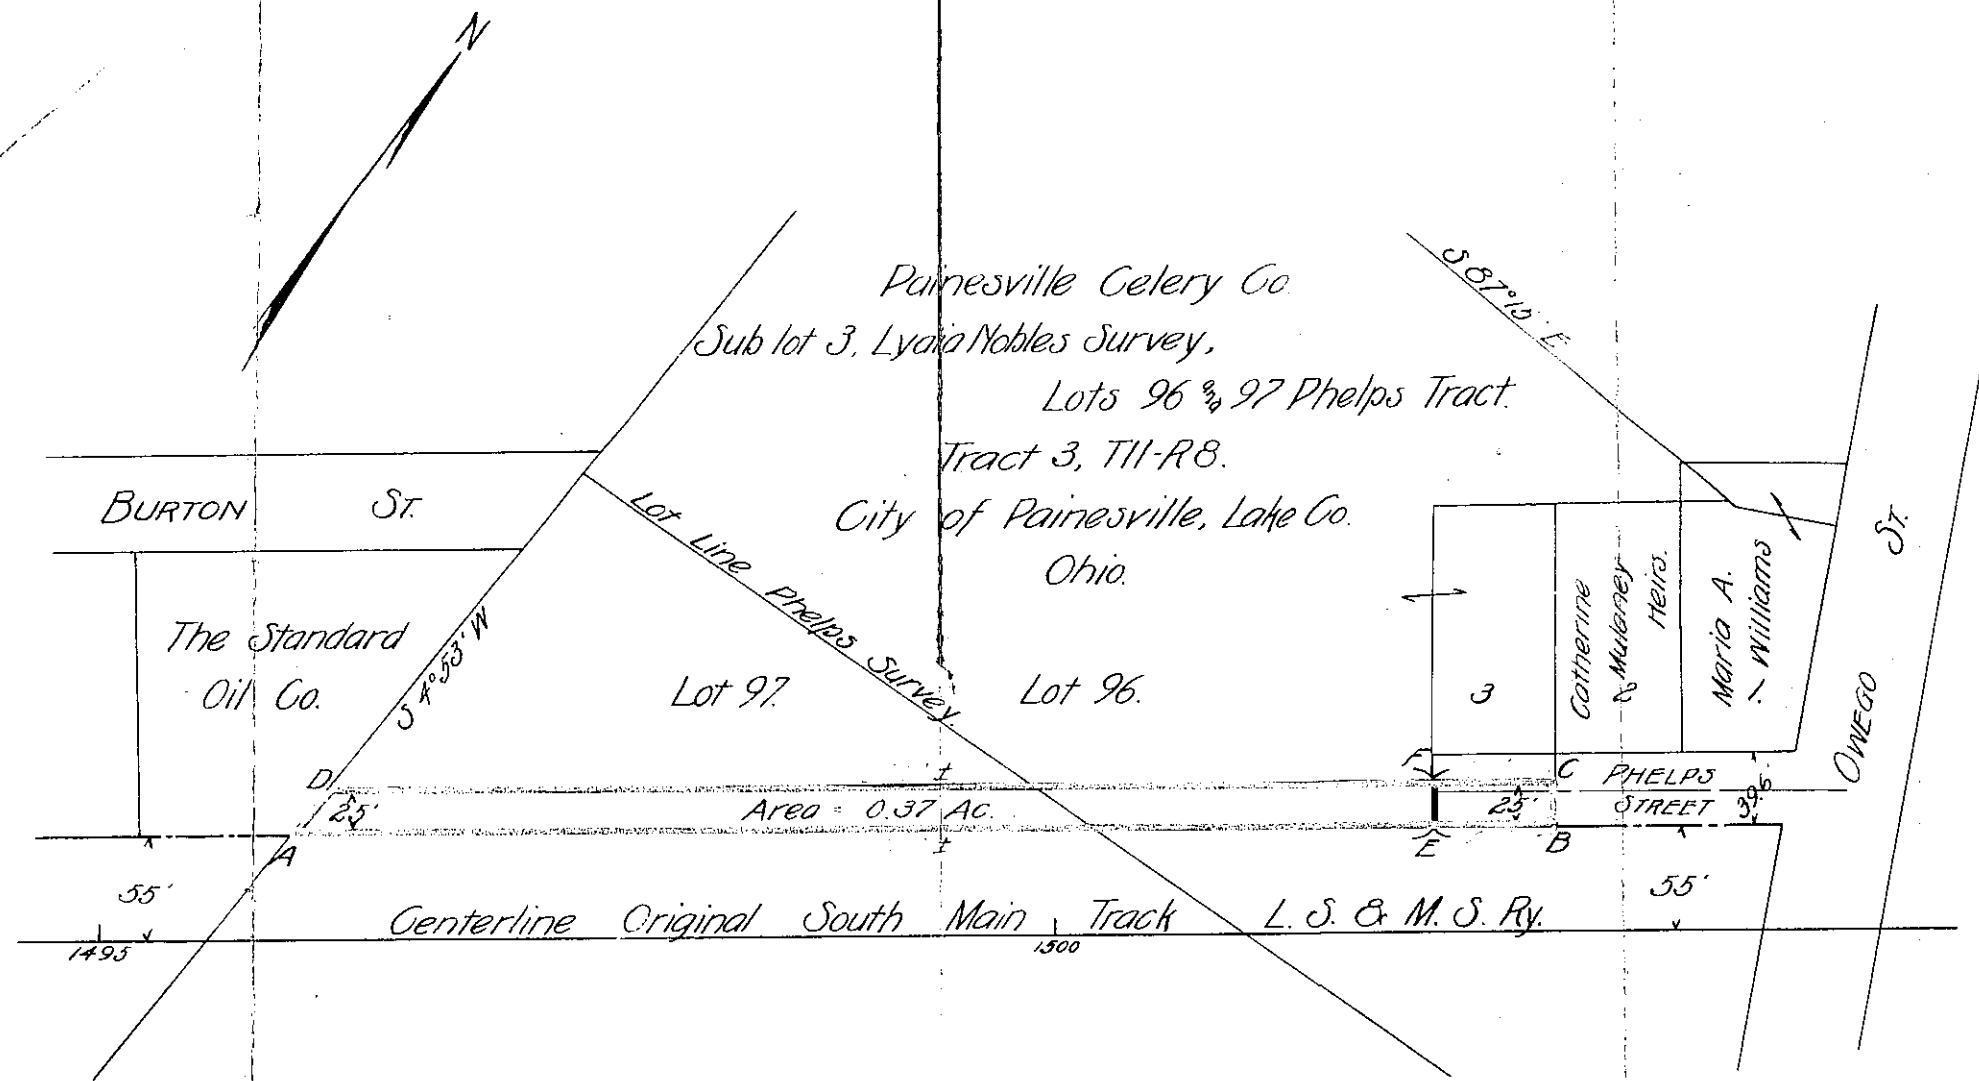 N
Painesville Celery Co.
Sub lot 3, Lydia Nobles Survey,
Lots 96 & 97 Phelps Tract.
Tract 3, T11-R8.
City of Painesville, Lake Co.
Ohio.
S 87°15' E
BURTON ST.
The Standard
Oil Co.
S 4°53' W
Lot Line Phelps Survey.
Lot 97.
Lot 96.
3
Catherine
Mulaney
Heirs.
Maria A.
Williams
OWEGO ST.
D
25'
Area = 0.37 Ac.
F
C
25'
PHELPS
STREET
39.6
A
E
B
55'
55'
Centerline Original South Main Track L. S. & M. S. Ry.
1495
1500